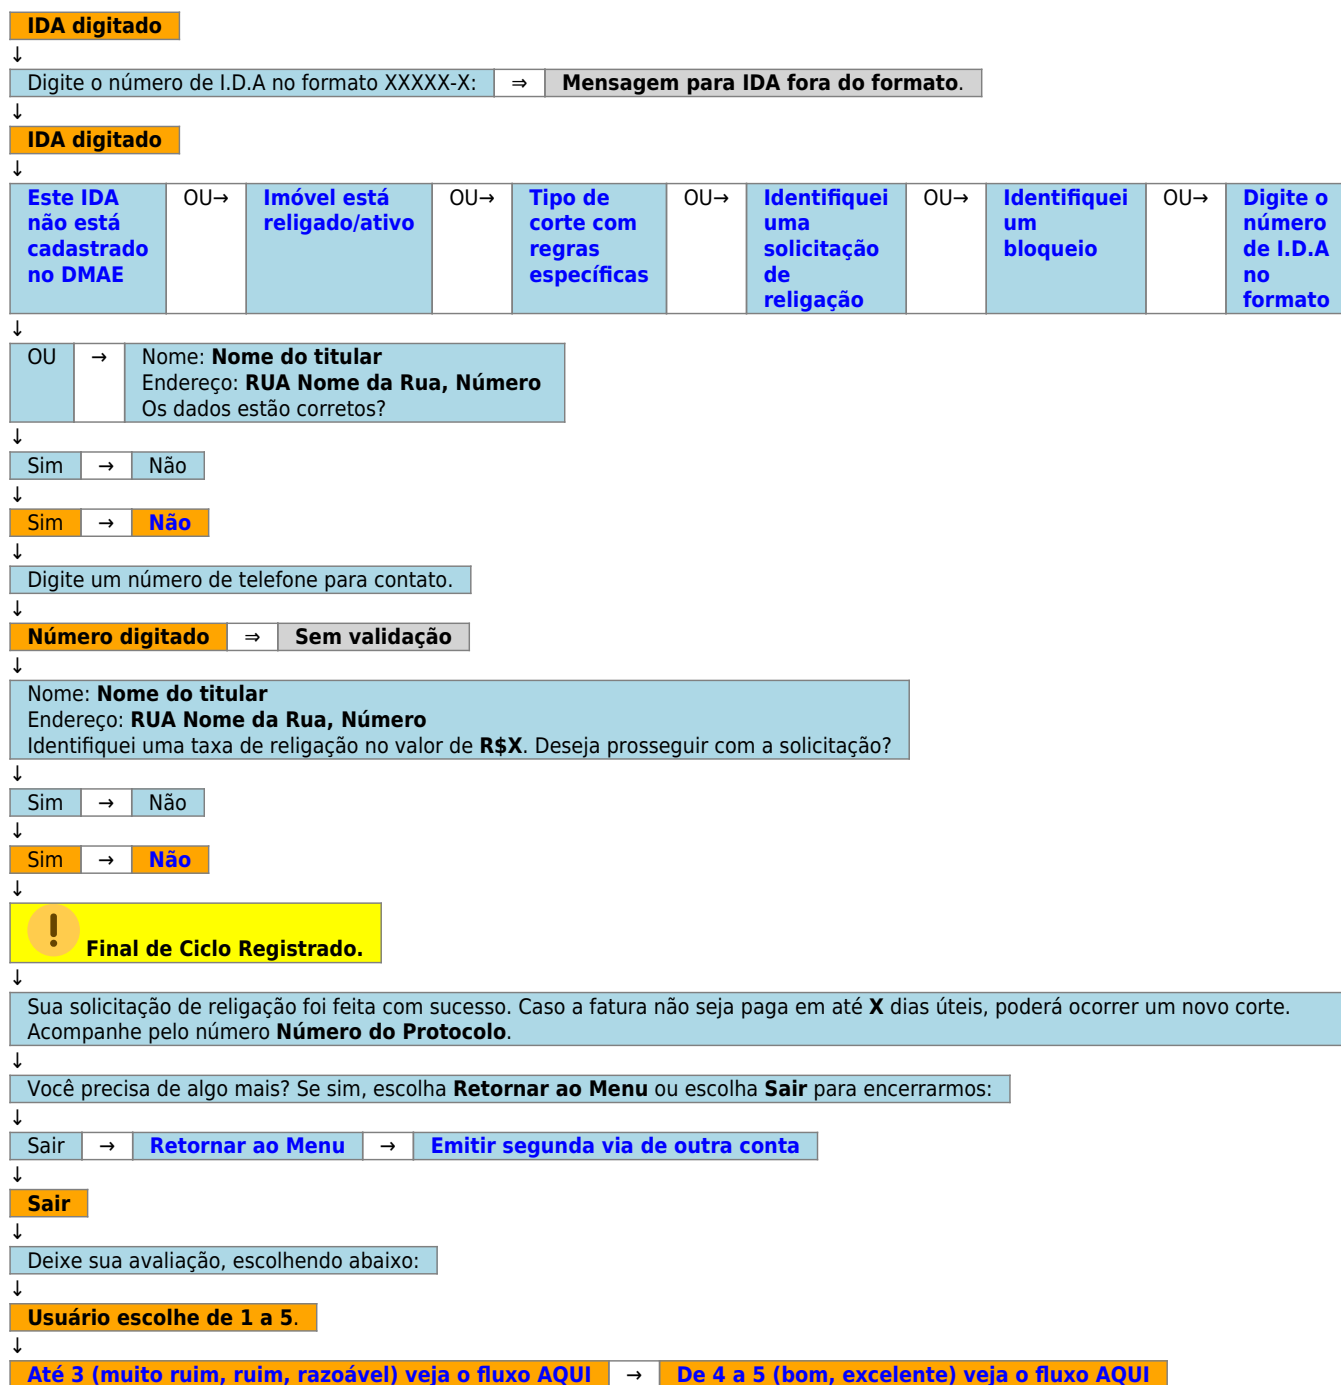 IDA digitado
↓
Digite o número de I.D.A no formato XXXXX-X: ⇒ Mensagem para IDA fora do formato.
↓
IDA digitado
↓
Este IDA não está cadastrado no DMAE OU→ Imóvel está religado/ativo OU→ Tipo de corte com regras específicas OU→ Identifiquei uma solicitação de religação OU→ Identifiquei um bloqueio OU→ Digite o número de I.D.A no formato
↓
OU → Nome: Nome do titular
Endereço: RUA Nome da Rua, Número
Os dados estão corretos?
↓
Sim → Não
↓
Sim → Não
↓
Digite um número de telefone para contato.
↓
Número digitado ⇒ Sem validação
↓
Nome: Nome do titular
Endereço: RUA Nome da Rua, Número
Identifiquei uma taxa de religação no valor de R$X. Deseja prosseguir com a solicitação?
↓
Sim → Não
↓
Sim → Não
↓
Final de Ciclo Registrado.
↓
Sua solicitação de religação foi feita com sucesso. Caso a fatura não seja paga em até X dias úteis, poderá ocorrer um novo corte.
Acompanhe pelo número Número do Protocolo.
↓
Você precisa de algo mais? Se sim, escolha Retornar ao Menu ou escolha Sair para encerrarmos:
↓
Sair → Retornar ao Menu → Emitir segunda via de outra conta
↓
Sair
↓
Deixe sua avaliação, escolhendo abaixo:
↓
Usuário escolhe de 1 a 5.
↓
Até 3 (muito ruim, ruim, razoável) veja o fluxo AQUI → De 4 a 5 (bom, excelente) veja o fluxo AQUI